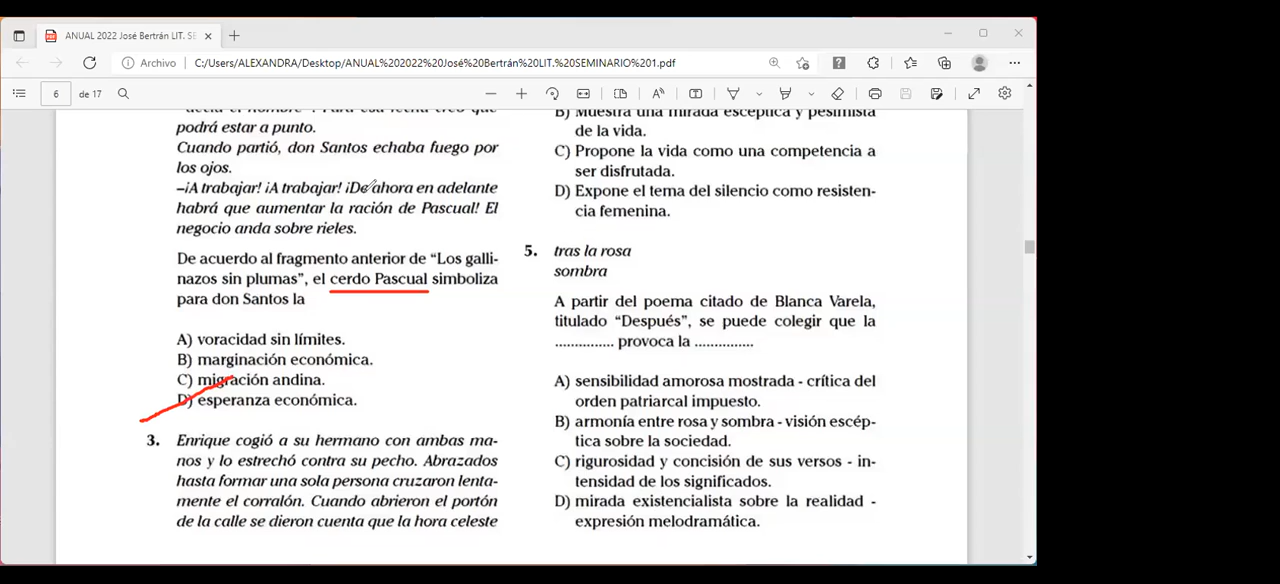 ANUAL 2022 José Bertrán LIT. SE
Archivo
C:/Users/ALEXANDRA/Desktop/ANUAL%202022%20José%20Bertrán%20LIT.%20SEMINARIO%201.pdf
6 de 17
podrá estar a punto.
Cuando partió, don Santos echaba fuego por
los ojos.
–¡A trabajar! ¡A trabajar! ¡De ahora en adelante
habrá que aumentar la ración de Pascual! El
negocio anda sobre rieles.
De acuerdo al fragmento anterior de “Los galli-
nazos sin plumas”, el cerdo Pascual simboliza
para don Santos la
A) voracidad sin límites.
B) marginación económica.
C) migración andina.
D) esperanza económica.
3. Enrique cogió a su hermano con ambas ma-
nos y lo estrechó contra su pecho. Abrazados
hasta formar una sola persona cruzaron lenta-
mente el corralón. Cuando abrieron el portón
de la calle se dieron cuenta que la hora celeste
B) Muestra una mirada escéptica y pesimista
de la vida.
C) Propone la vida como una competencia a
ser disfrutada.
D) Expone el tema del silencio como resisten-
cia femenina.
5. tras la rosa
sombra
A partir del poema citado de Blanca Varela,
titulado “Después”, se puede colegir que la
.............. provoca la ..............
A) sensibilidad amorosa mostrada - crítica del
orden patriarcal impuesto.
B) armonía entre rosa y sombra - visión escép-
tica sobre la sociedad.
C) rigurosidad y concisión de sus versos - in-
tensidad de los significados.
D) mirada existencialista sobre la realidad -
expresión melodramática.